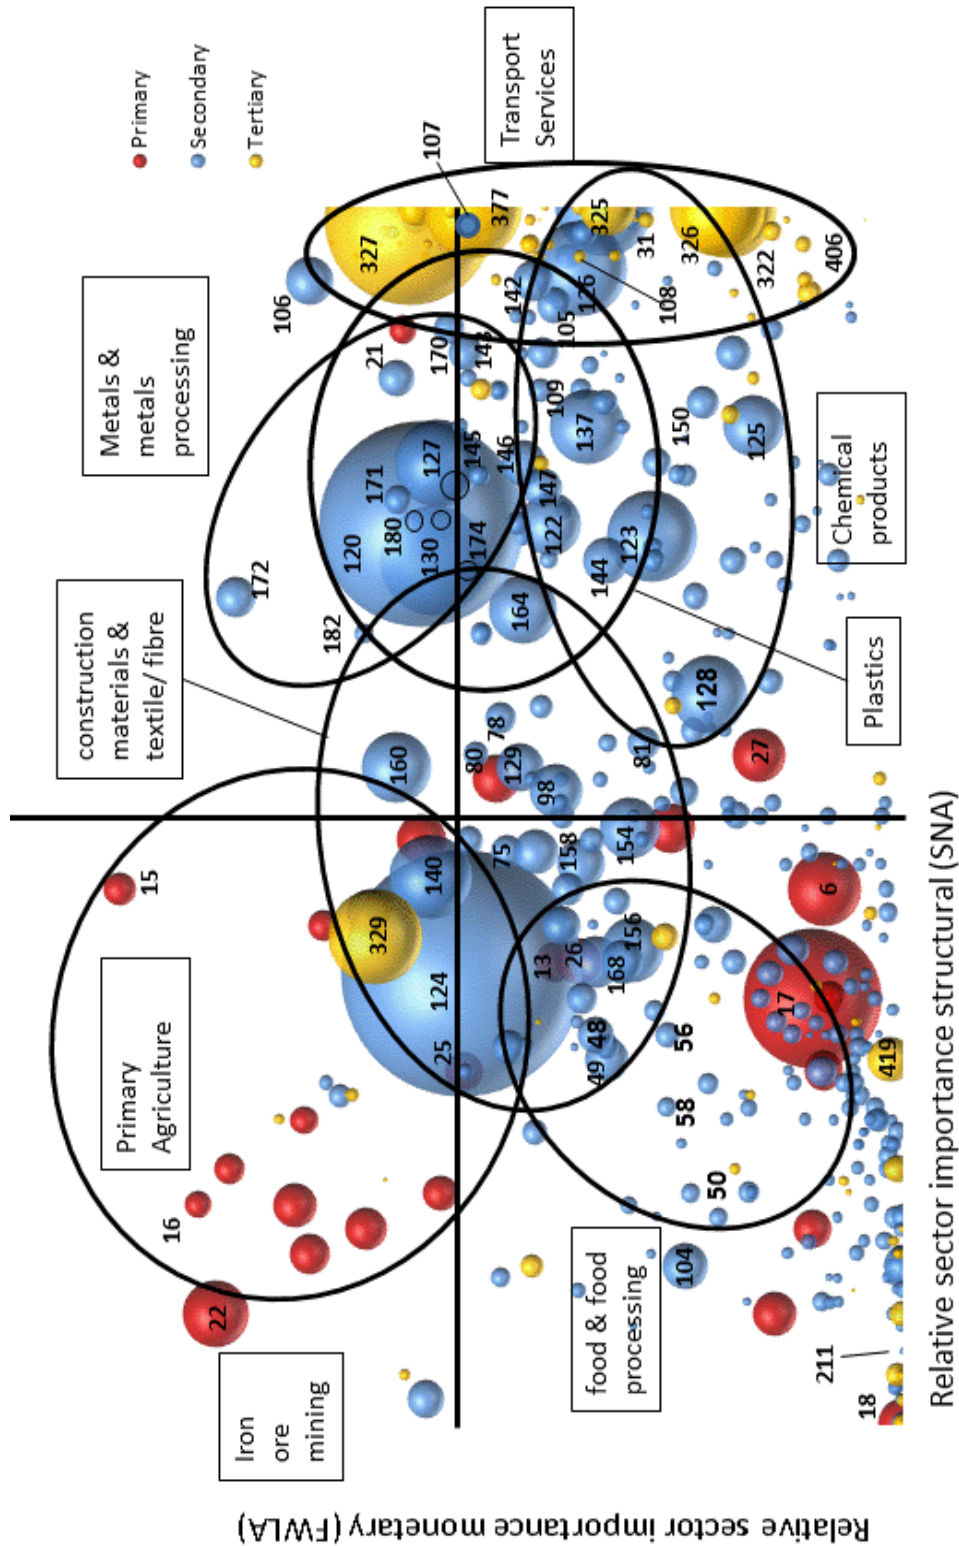 Relative sector importance monetary (FWLA)
Iron
ore
mining
Primary
Agriculture
construction
materials &
textile/ fibre
Metals &
metals
processing
Transport
Services
Primary
Secondary
Tertiary
15
16
22
172
106
182
120
21
327
160
329
180
171
107
124
140
130
127
170
25
80
174
145
143
377
78
75
129
164
146
142
13
98
122
147
109
105
26
158
144
137
126
325
49
48
168
156
154
81
123
108
31
56
58
104
50
128
150
326
27
125
322
17
6
406
food & food
processing
Plastics
Chemical
products
211
18
419
Relative sector importance structural (SNA)